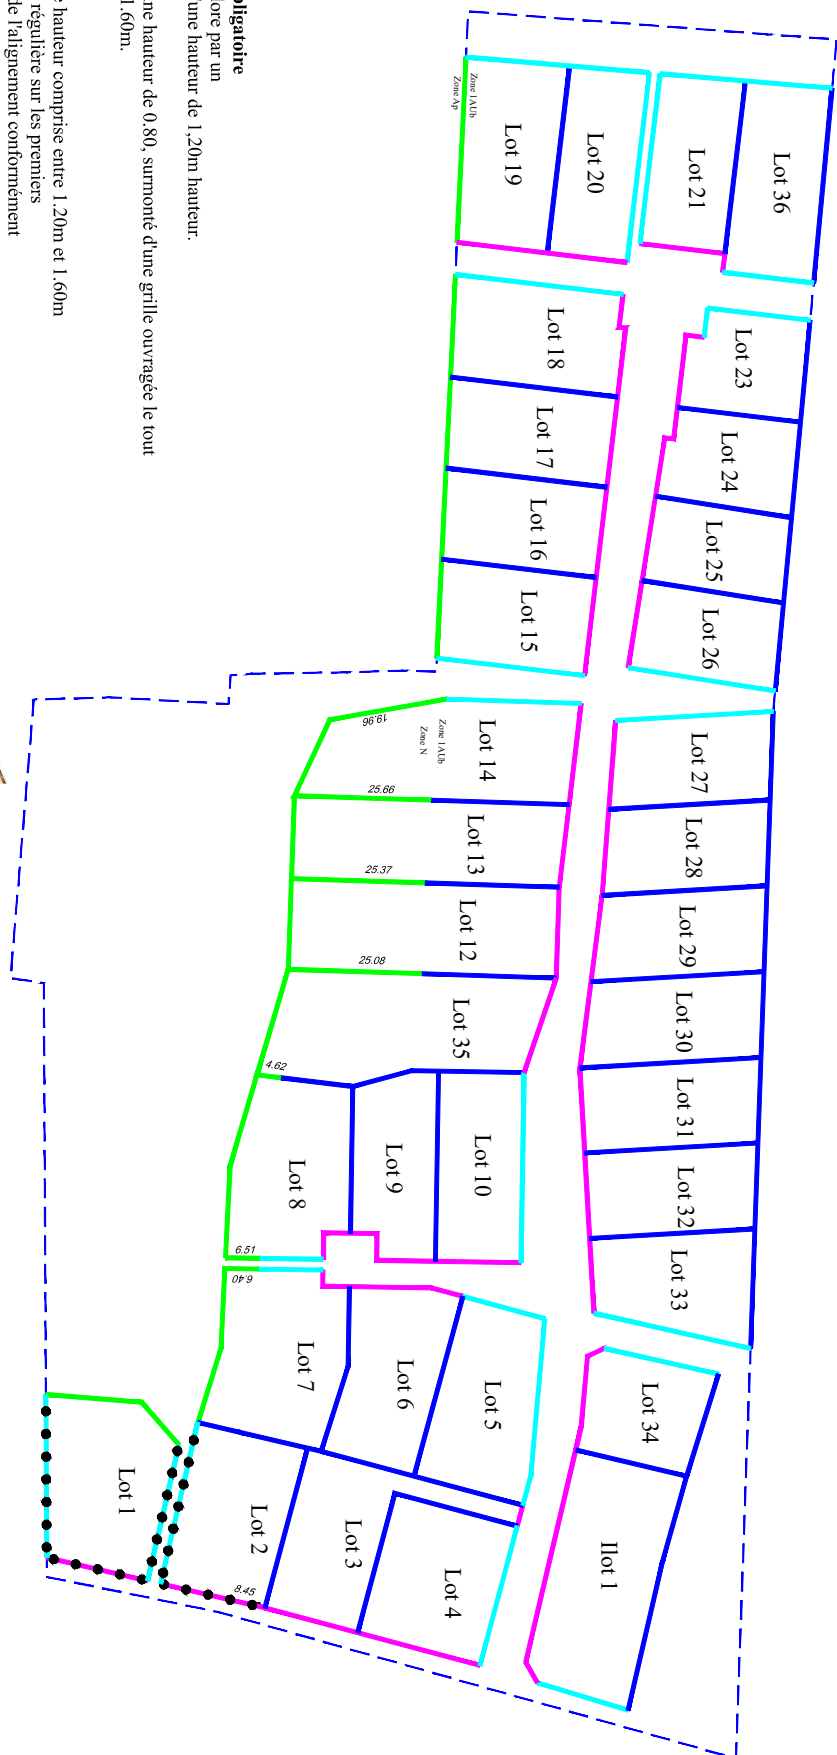 bligatoire
lore par un
'une hauteur de 1,20m hauteur.
ne hauteur de 0.80, surmonté d'une grille ouvragée le tout
1.60m.
e hauteur comprise entre 1.20m et 1.60m
régulière sur les premiers
de l'alignement conformément
Zone 1AUb
Zone Ap
Lot 19
Lot 20
Lot 21
Lot 36
Lot 18
Lot 17
Lot 16
Lot 15
Lot 23
Lot 24
Lot 25
Lot 26
19.96
Zone 1AUb
Zone N
Lot 14
25.66
Lot 13
25.37
Lot 12
25.08
Lot 35
4.62
Lot 27
Lot 28
Lot 29
Lot 30
Lot 31
Lot 32
Lot 33
Lot 8
Lot 9
Lot 10
6.51
6.40
Lot 7
Lot 6
Lot 5
Lot 34
Lot 1
Lot 2
Lot 3
Lot 4
Ilot 1
8.45